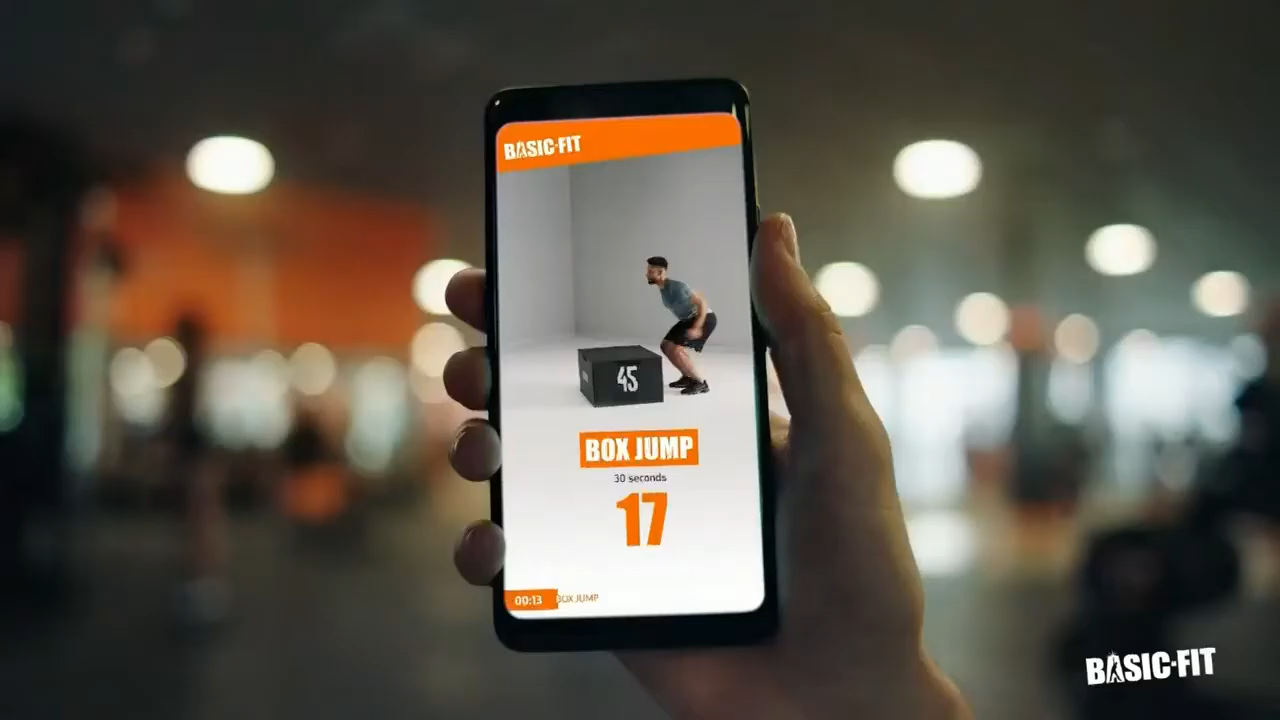 BASIC-FIT
45
BOX JUMP
30 seconds
17
00:13 BOX JUMP
BASIC-FIT